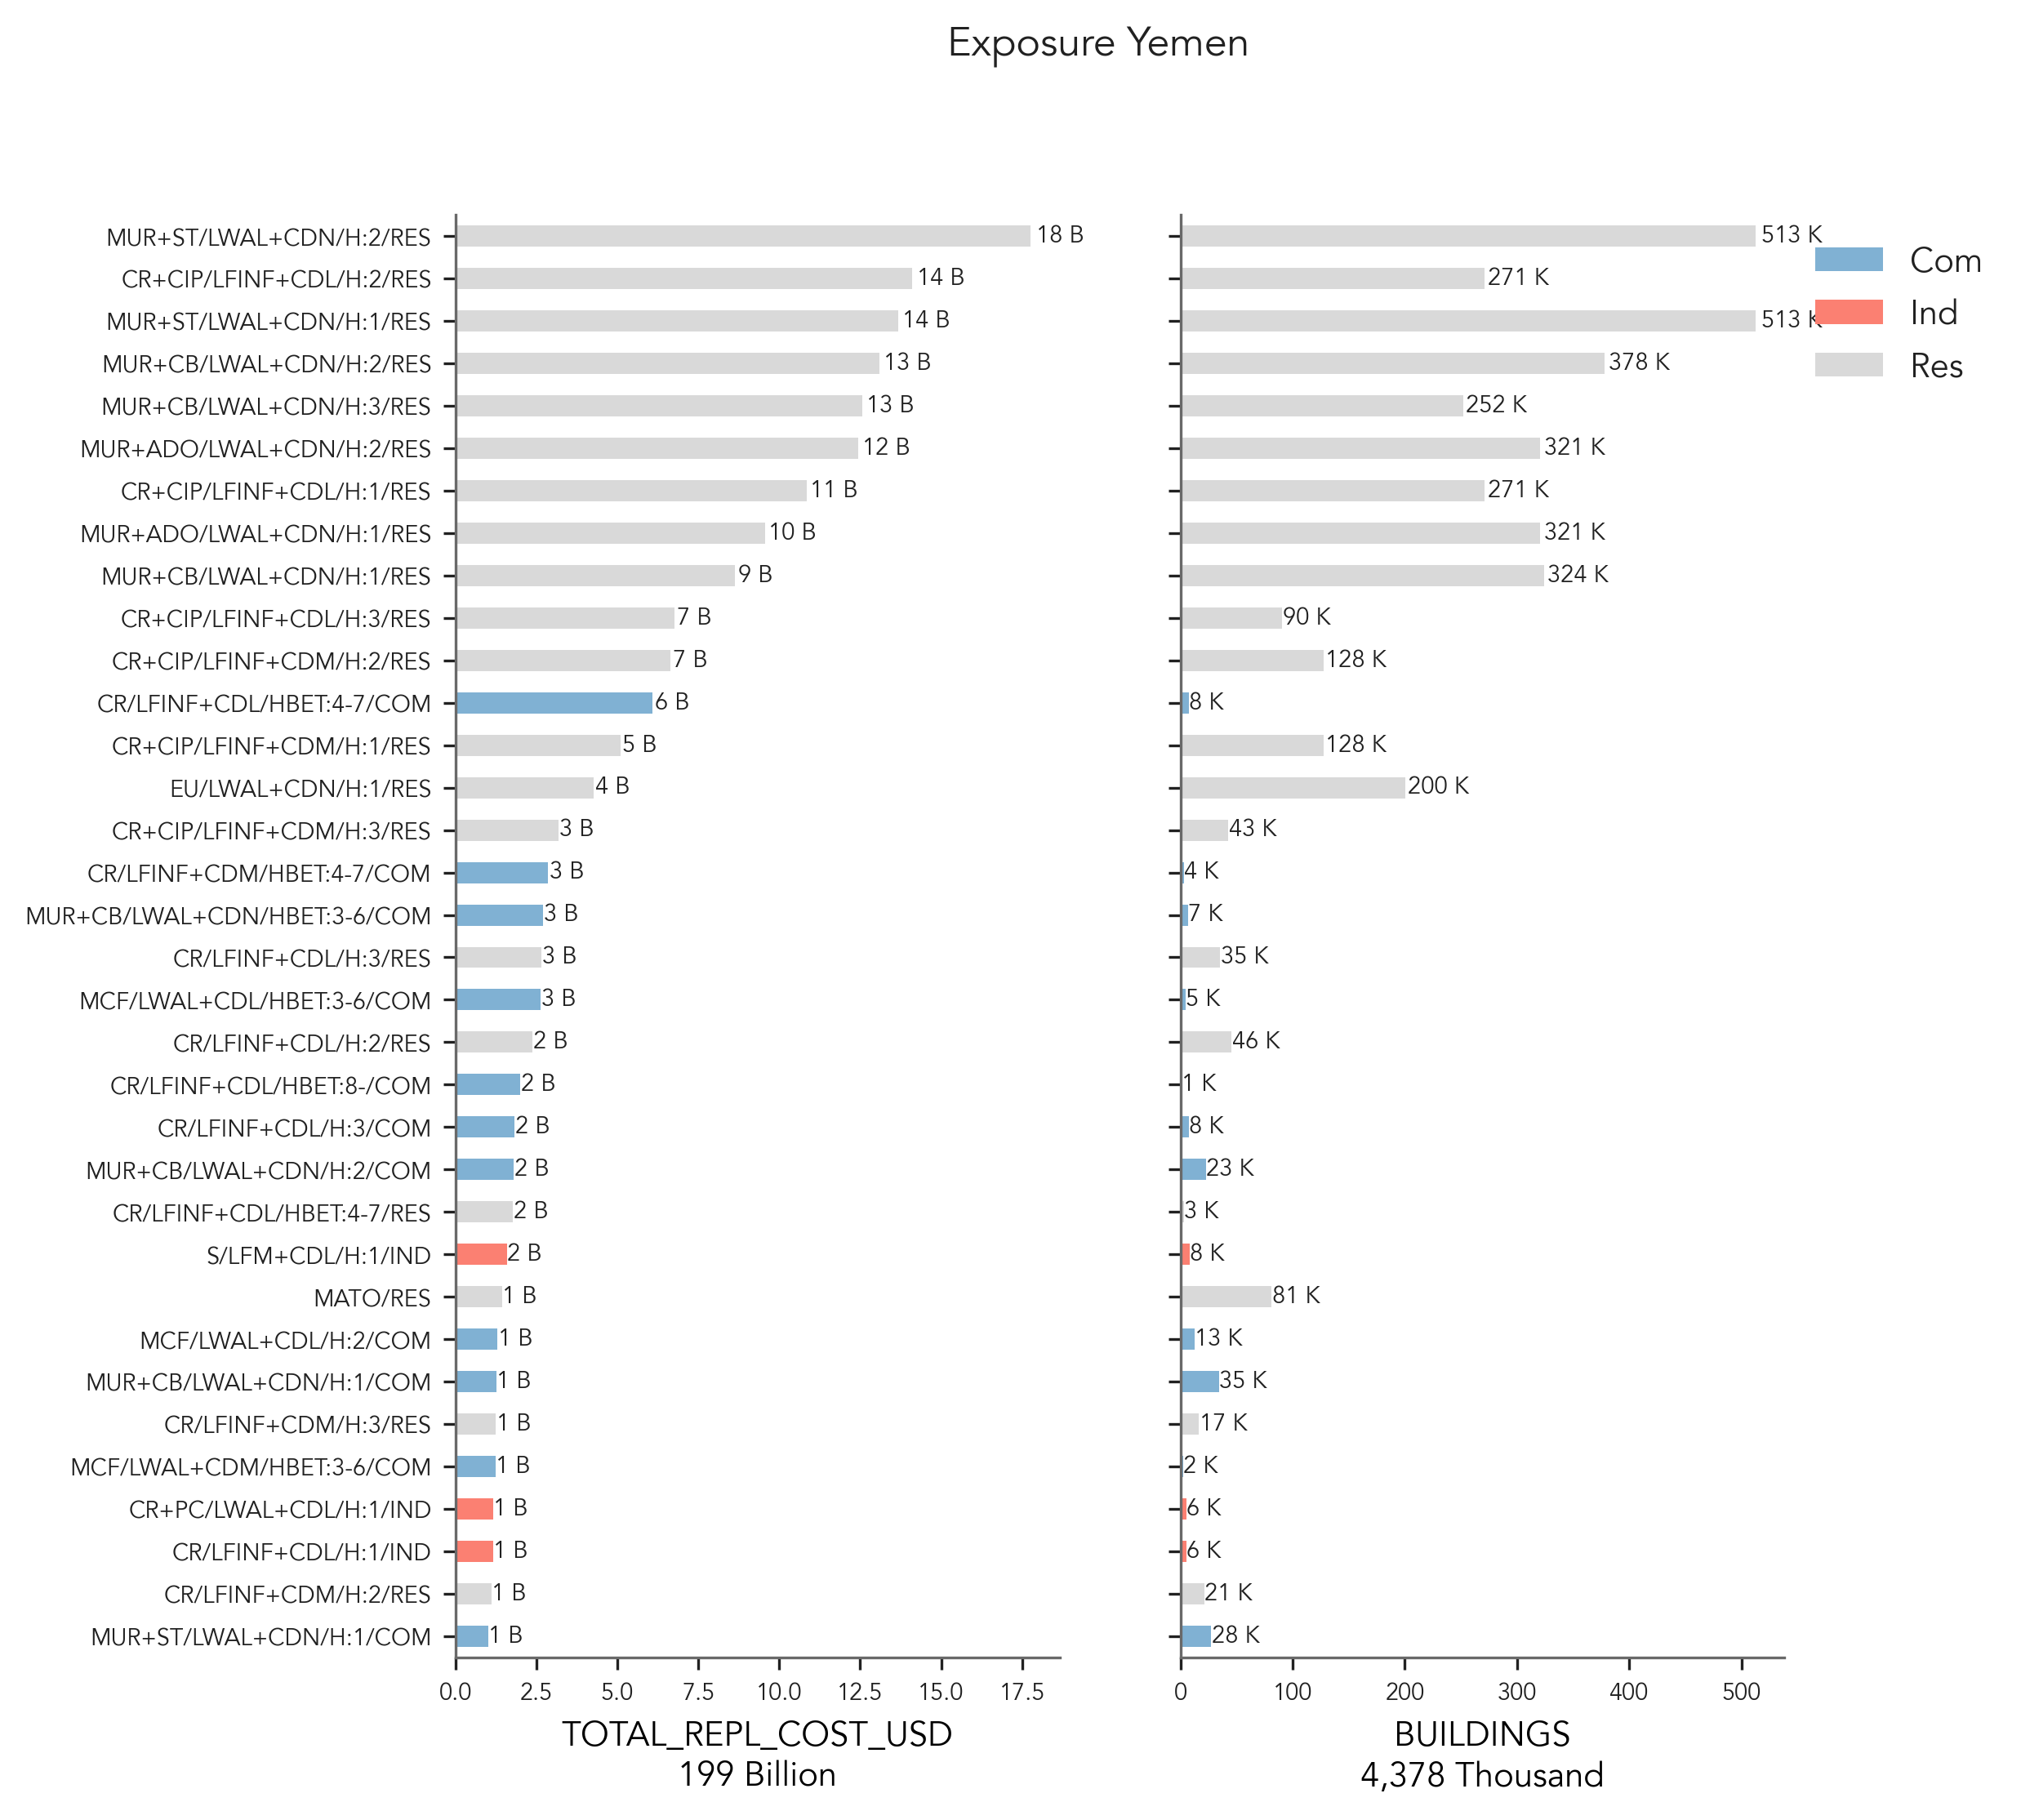 Exposure Yemen
MUR+ST/LWAL+CDN/H:2/RES 18 B 513 K
CR+CIP/LFINF+CDL/H:2/RES 14 B 271 K
MUR+ST/LWAL+CDN/H:1/RES 14 B 513 K
MUR+CB/LWAL+CDN/H:2/RES 13 B 378 K
MUR+CB/LWAL+CDN/H:3/RES 13 B 252 K
MUR+ADO/LWAL+CDN/H:2/RES 12 B 321 K
CR+CIP/LFINF+CDL/H:1/RES 11 B 271 K
MUR+ADO/LWAL+CDN/H:1/RES 10 B 321 K
MUR+CB/LWAL+CDN/H:1/RES 9 B 324 K
CR+CIP/LFINF+CDL/H:3/RES 7 B 90 K
CR+CIP/LFINF+CDM/H:2/RES 7 B 128 K
CR/LFINF+CDL/HBET:4-7/COM 6 B 8 K
CR+CIP/LFINF+CDM/H:1/RES 5 B 128 K
EU/LWAL+CDN/H:1/RES 4 B 200 K
CR+CIP/LFINF+CDM/H:3/RES 3 B 43 K
CR/LFINF+CDM/HBET:4-7/COM 3 B 4 K
MUR+CB/LWAL+CDN/HBET:3-6/COM 3 B 7 K
CR/LFINF+CDL/H:3/RES 3 B 35 K
MCF/LWAL+CDL/HBET:3-6/COM 3 B 5 K
CR/LFINF+CDL/H:2/RES 2 B 46 K
CR/LFINF+CDL/HBET:8-/COM 2 B 1 K
CR/LFINF+CDL/H:3/COM 2 B 8 K
MUR+CB/LWAL+CDN/H:2/COM 2 B 23 K
CR/LFINF+CDL/HBET:4-7/RES 2 B 3 K
S/LFM+CDL/H:1/IND 2 B 8 K
MATO/RES 1 B 81 K
MCF/LWAL+CDL/H:2/COM 1 B 13 K
MUR+CB/LWAL+CDN/H:1/COM 1 B 35 K
CR/LFINF+CDM/H:3/RES 1 B 17 K
MCF/LWAL+CDM/HBET:3-6/COM 1 B 2 K
CR+PC/LWAL+CDL/H:1/IND 1 B 6 K
CR/LFINF+CDL/H:1/IND 1 B 6 K
CR/LFINF+CDM/H:2/RES 1 B 21 K
MUR+ST/LWAL+CDN/H:1/COM 1 B 28 K
0.0 2.5 5.0 7.5 10.0 12.5 15.0 17.5
TOTAL_REPL_COST_USD
199 Billion
0 100 200 300 400 500
BUILDINGS
4,378 Thousand
Com
Ind
Res